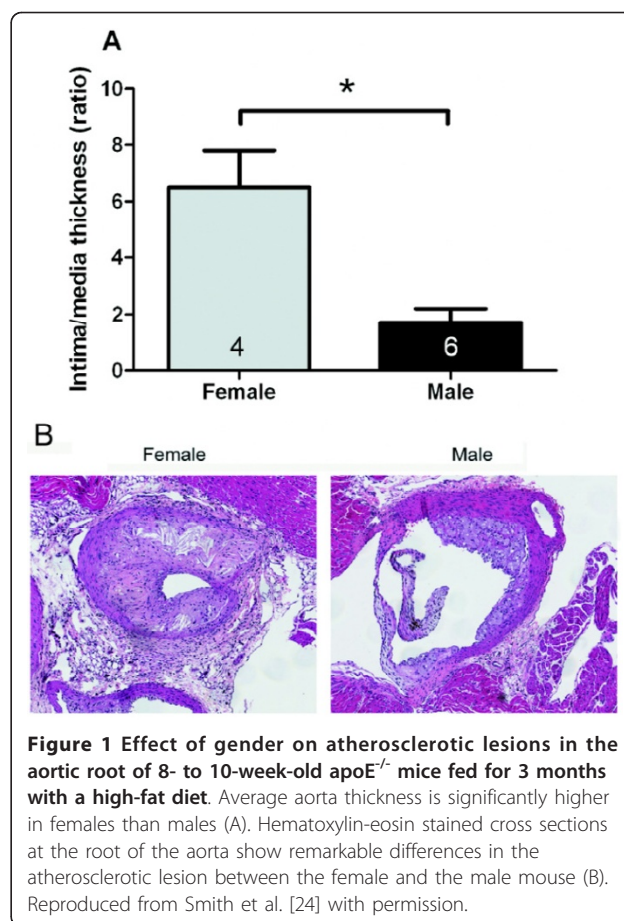 A
Intima/media thickness (ratio)
10
8
6
4
2
0
*
4
6
Female
Male
B
Female
Male
Figure 1 Effect of gender on atherosclerotic lesions in the
aortic root of 8- to 10-week-old apoE-/- mice fed for 3 months
with a high-fat diet. Average aorta thickness is significantly higher
in females than males (A). Hematoxylin-eosin stained cross sections
at the root of the aorta show remarkable differences in the
atherosclerotic lesion between the female and the male mouse (B).
Reproduced from Smith et al. [24] with permission.